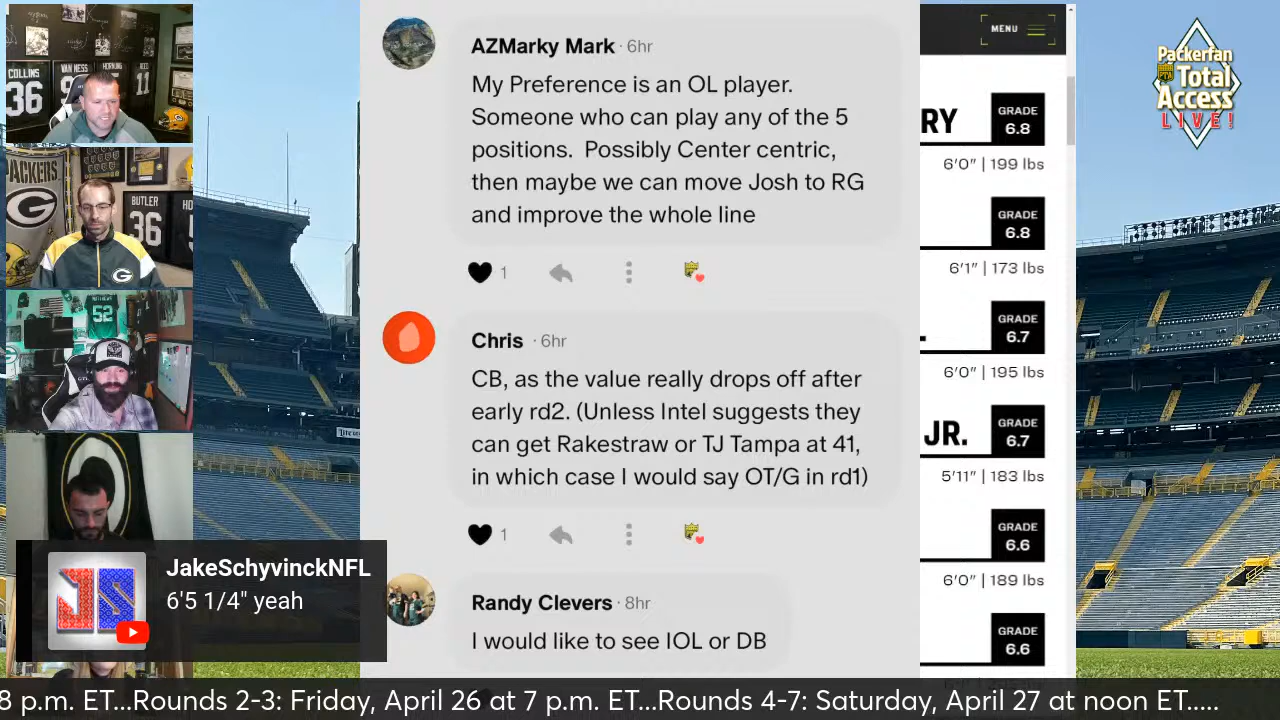 COLLINS
36
VAN NESS
11
PACKERS
G
BUTLER
36
G
52
AZMarky Mark · 6hr
My Preference is an OL player.
Someone who can play any of the 5
positions.  Possibly Center centric,
then maybe we can move Josh to RG
and improve the whole line
1
Chris · 6hr
CB, as the value really drops off after
early rd2. (Unless Intel suggests they
can get Rakestraw or TJ Tampa at 41,
in which case I would say OT/G in rd1)
1
Randy Clevers · 8hr
I would like to see IOL or DB
MENU
RY
GRADE
6.8
6'0" | 199 lbs
GRADE
6.8
6'1" | 173 lbs
GRADE
6.7
6'0" | 195 lbs
JR.
GRADE
6.7
5'11" | 183 lbs
GRADE
6.6
6'0" | 189 lbs
GRADE
6.6
Packerfan
PTA
Total
Access
LIVE!
JS
JakeSchyvinckNFL
6'5 1/4" yeah
8 p.m. ET...Rounds 2-3: Friday, April 26 at 7 p.m. ET...Rounds 4-7: Saturday, April 27 at noon ET.....